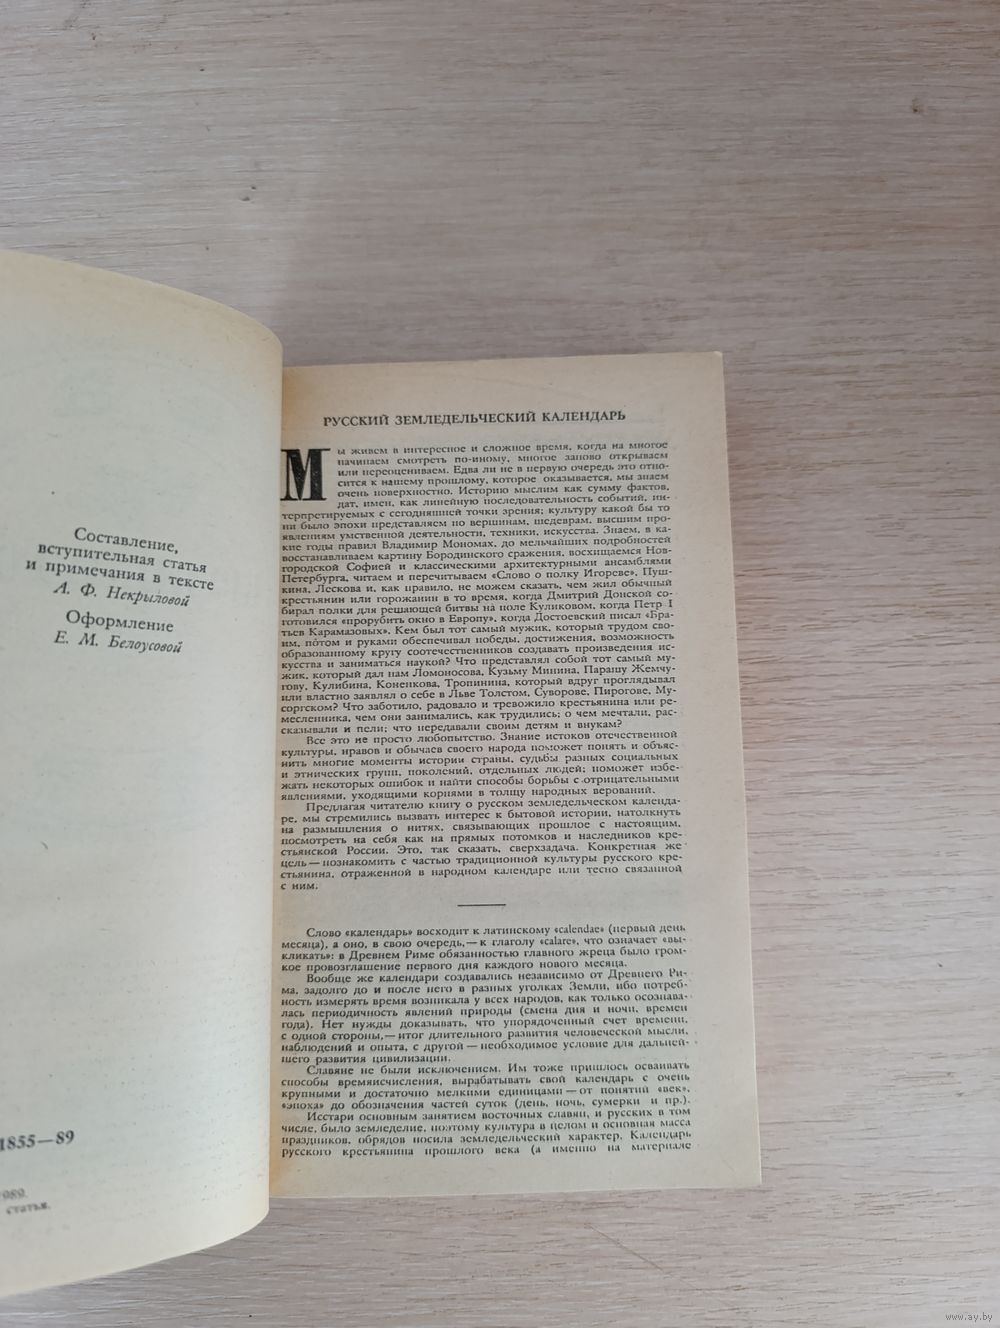 Составление,
вступительная статья
и примечания в тексте
А. Ф. Некрыловой
Оформление
Е. М. Белоусовой
1855—89
1989.
статья.
РУССКИЙ ЗЕМЛЕДЕЛЬЧЕСКИЙ КАЛЕНДАРЬ
Мы живем в интересное и сложное время, когда на многое
начинаем смотреть по-иному, многое заново открываем
или переоцениваем. Едва ли не в первую очередь это отно-
сится к нашему прошлому, которое, оказывается, мы знаем
очень поверхностно. Историю мыслим как сумму фактов,
дат, имен, как линейную последовательность событий, ин-
терпретируемых с сегодняшней точки зрения; культуру какой бы то
ни было эпохи представляем по вершинам, шедеврам, высшим про-
явлениям умственной деятельности, техники, искусства. Знаем, в ка-
кие годы правил Владимир Мономах, до мельчайших подробностей
восстанавливаем картину Бородинского сражения, восхищаемся Нов-
городской Софией и классическими архитектурными ансамблями
Петербурга, читаем и перечитываем «Слово о полку Игореве», Пуш-
кина, Лескова и, как правило, не можем сказать, чем жил обычный
крестьянин или горожанин в то время, когда Дмитрий Донской со-
бирал полки для решающей битвы на поле Куликовом, когда Петр I
готовился «прорубить окно в Европу», когда Достоевский писал «Бра-
тьев Карамазовых». Кем был тот самый мужик, который трудом сво-
им, потом и руками обеспечивал победы, достижения, возможность
образованному кругу соотечественников создавать произведения ис-
кусства и заниматься наукой? Что представлял собой тот самый му-
жик, который дал нам Ломоносова, Кузьму Минина, Парашу Жемчу-
гову, Кулибина, Коненкова, Тропинина, который вдруг проглядывал
или властно заявлял о себе в Льве Толстом, Суворове, Пирогове, Му-
соргском? Что заботило, радовало и тревожило крестьянина или ре-
месленника, чем они занимались, как трудились; о чем мечтали, рас-
сказывали и пели; что передавали своим детям и внукам?
Все это не просто любопытство. Знание истоков отечественной
культуры, нравов и обычаев своего народа поможет понять и объяс-
нить многие моменты истории страны, судьбы разных социальных
и этнических групп, поколений, отдельных людей; поможет избе-
жать некоторых ошибок и найти способы борьбы с отрицательными
явлениями, уходящими корнями в толщу народных верований.
Предлагая читателю книгу о русском земледельческом календа-
ре, мы стремились вызвать интерес к бытовой истории, натолкнуть
на размышления о нитях, связывающих прошлое с настоящим,
посмотреть на себя как на прямых потомков и наследников кре-
стьянской России. Это, так сказать, сверхзадача. Конкретная же
цель — познакомить с частью традиционной культуры русского кре-
стьянина, отраженной в народном календаре или тесно связанной
с ним.
Слово «календарь» восходит к латинскому «calendae» (первый день
месяца), а оно, в свою очередь,— к глаголу «calare», что означает «вы-
кликать»: в Древнем Риме обязанностью главного жреца было гром-
кое провозглашение первого дня каждого нового месяца.
Вообще же календари создавались независимо от Древнего Ри-
ма, задолго до и после него в разных уголках Земли, ибо потреб-
ность измерять время возникала у всех народов, как только осознава-
лась периодичность явлений природы (смена дня и ночи, времен
года). Нет нужды доказывать, что упорядоченный счет времени,
с одной стороны,— итог длительного развития человеческой мысли,
наблюдений и опыта, с другой — необходимое условие для дальней-
шего развития цивилизации.
Славяне не были исключением. Им тоже пришлось осваивать
способы времяисчисления, вырабатывать свой календарь с очень
крупными и достаточно мелкими единицами — от понятий «век»,
«эпоха» до обозначения частей суток (день, ночь, сумерки и пр.).
Исстари основным занятием восточных славян, и русских в том
числе, было земледелие, поэтому культура в целом и основная масса
праздников, обрядов носила земледельческий характер. Календарь
русского крестьянина прошлого века (а именно на материале
www.ay.by